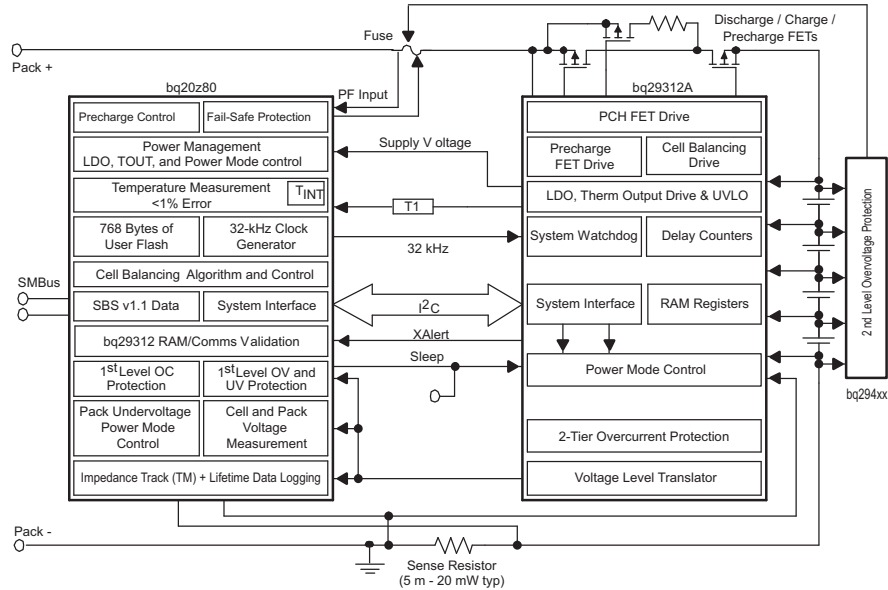 Discharge / Charge /
Precharge FETs
Fuse
Pack +
bq20z80
PF Input
bq29312A
Precharge Control
Fail-Safe Protection
PCH FET Drive
Power Management
LDO, TOUT, and Power Mode control
Supply V oltage
Precharge
FET Drive
Cell Balancing
Drive
Temperature Measurement
<1% Error
TINT
T1
LDO, Therm Output Drive & UVLO
768 Bytes of
User Flash
32-kHz Clock
Generator
32 kHz
System Watchdog
Delay Counters
2 nd Level Overvoltage Protection
Cell Balancing Algorithm and Control
SMBus
SBS v1.1 Data
System Interface
I2C
System Interface
RAM Registers
bq29312 RAM/Comms Validation
XAlert
Sleep
1st Level OC
Protection
1st Level OV and
UV Protection
Power Mode Control
bq294xx
Pack Undervoltage
Power Mode
Control
Cell and Pack
Voltage
Measurement
2-Tier Overcurrent Protection
Impedance Track (TM) + Lifetime Data Logging
Voltage Level Translator
Pack -
Sense Resistor
(5 m - 20 mW typ)